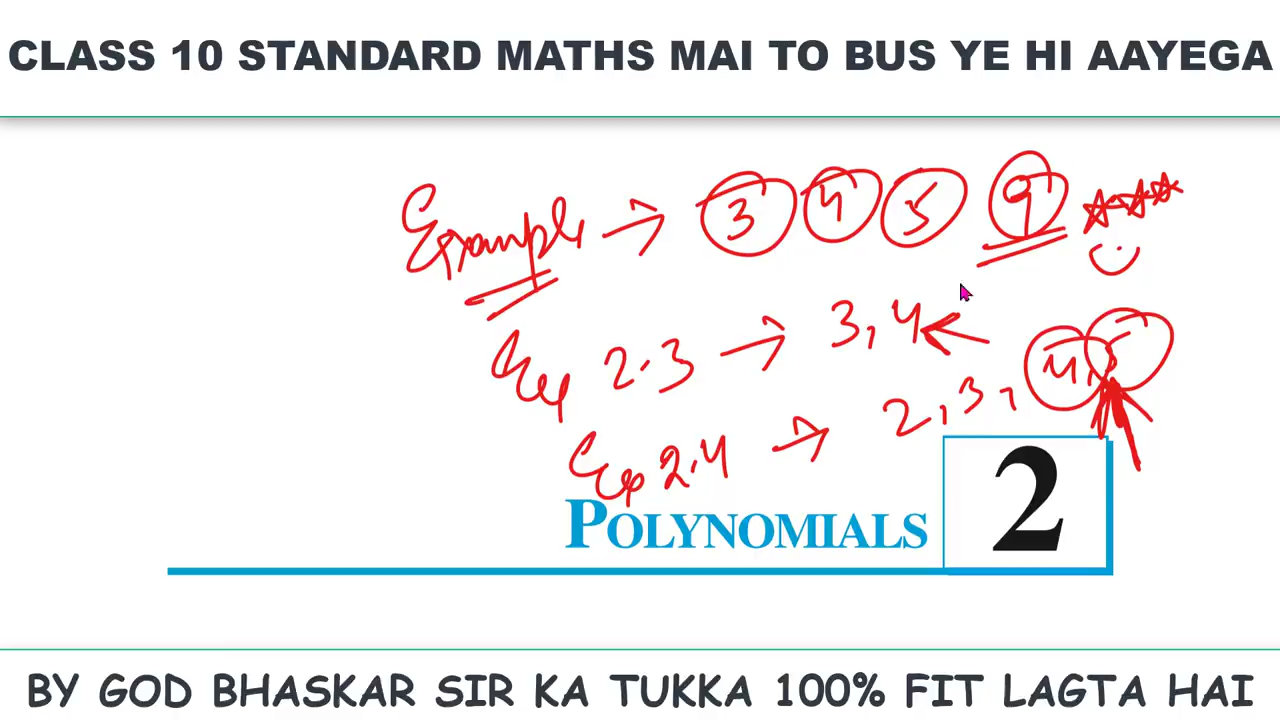 CLASS 10 STANDARD MATHS MAI TO BUS YE HI AAYEGA
Example → 3 4 5 9
Ex 2.3 → 3, 4
Ex 2.4 → 2, 3, 4, 5
POLYNOMIALS 2
BY GOD BHASKAR SIR KA TUKKA 100% FIT LAGTA HAI